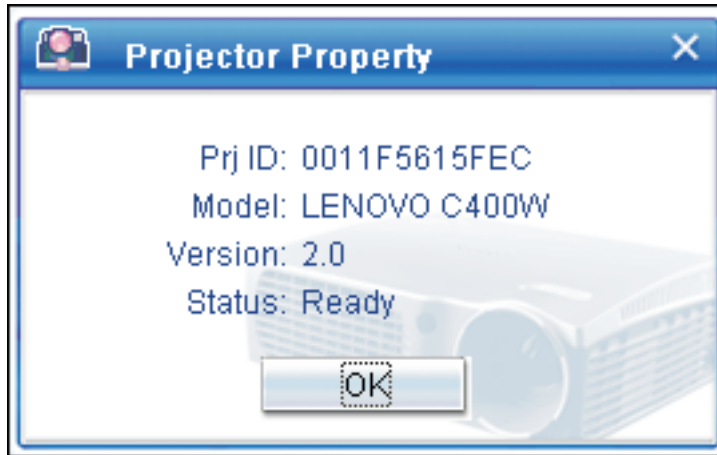 Projector Property
Prj ID: 0011F5615FEC
Model: LENOVO C400W
Version: 2.0
Status: Ready
OK